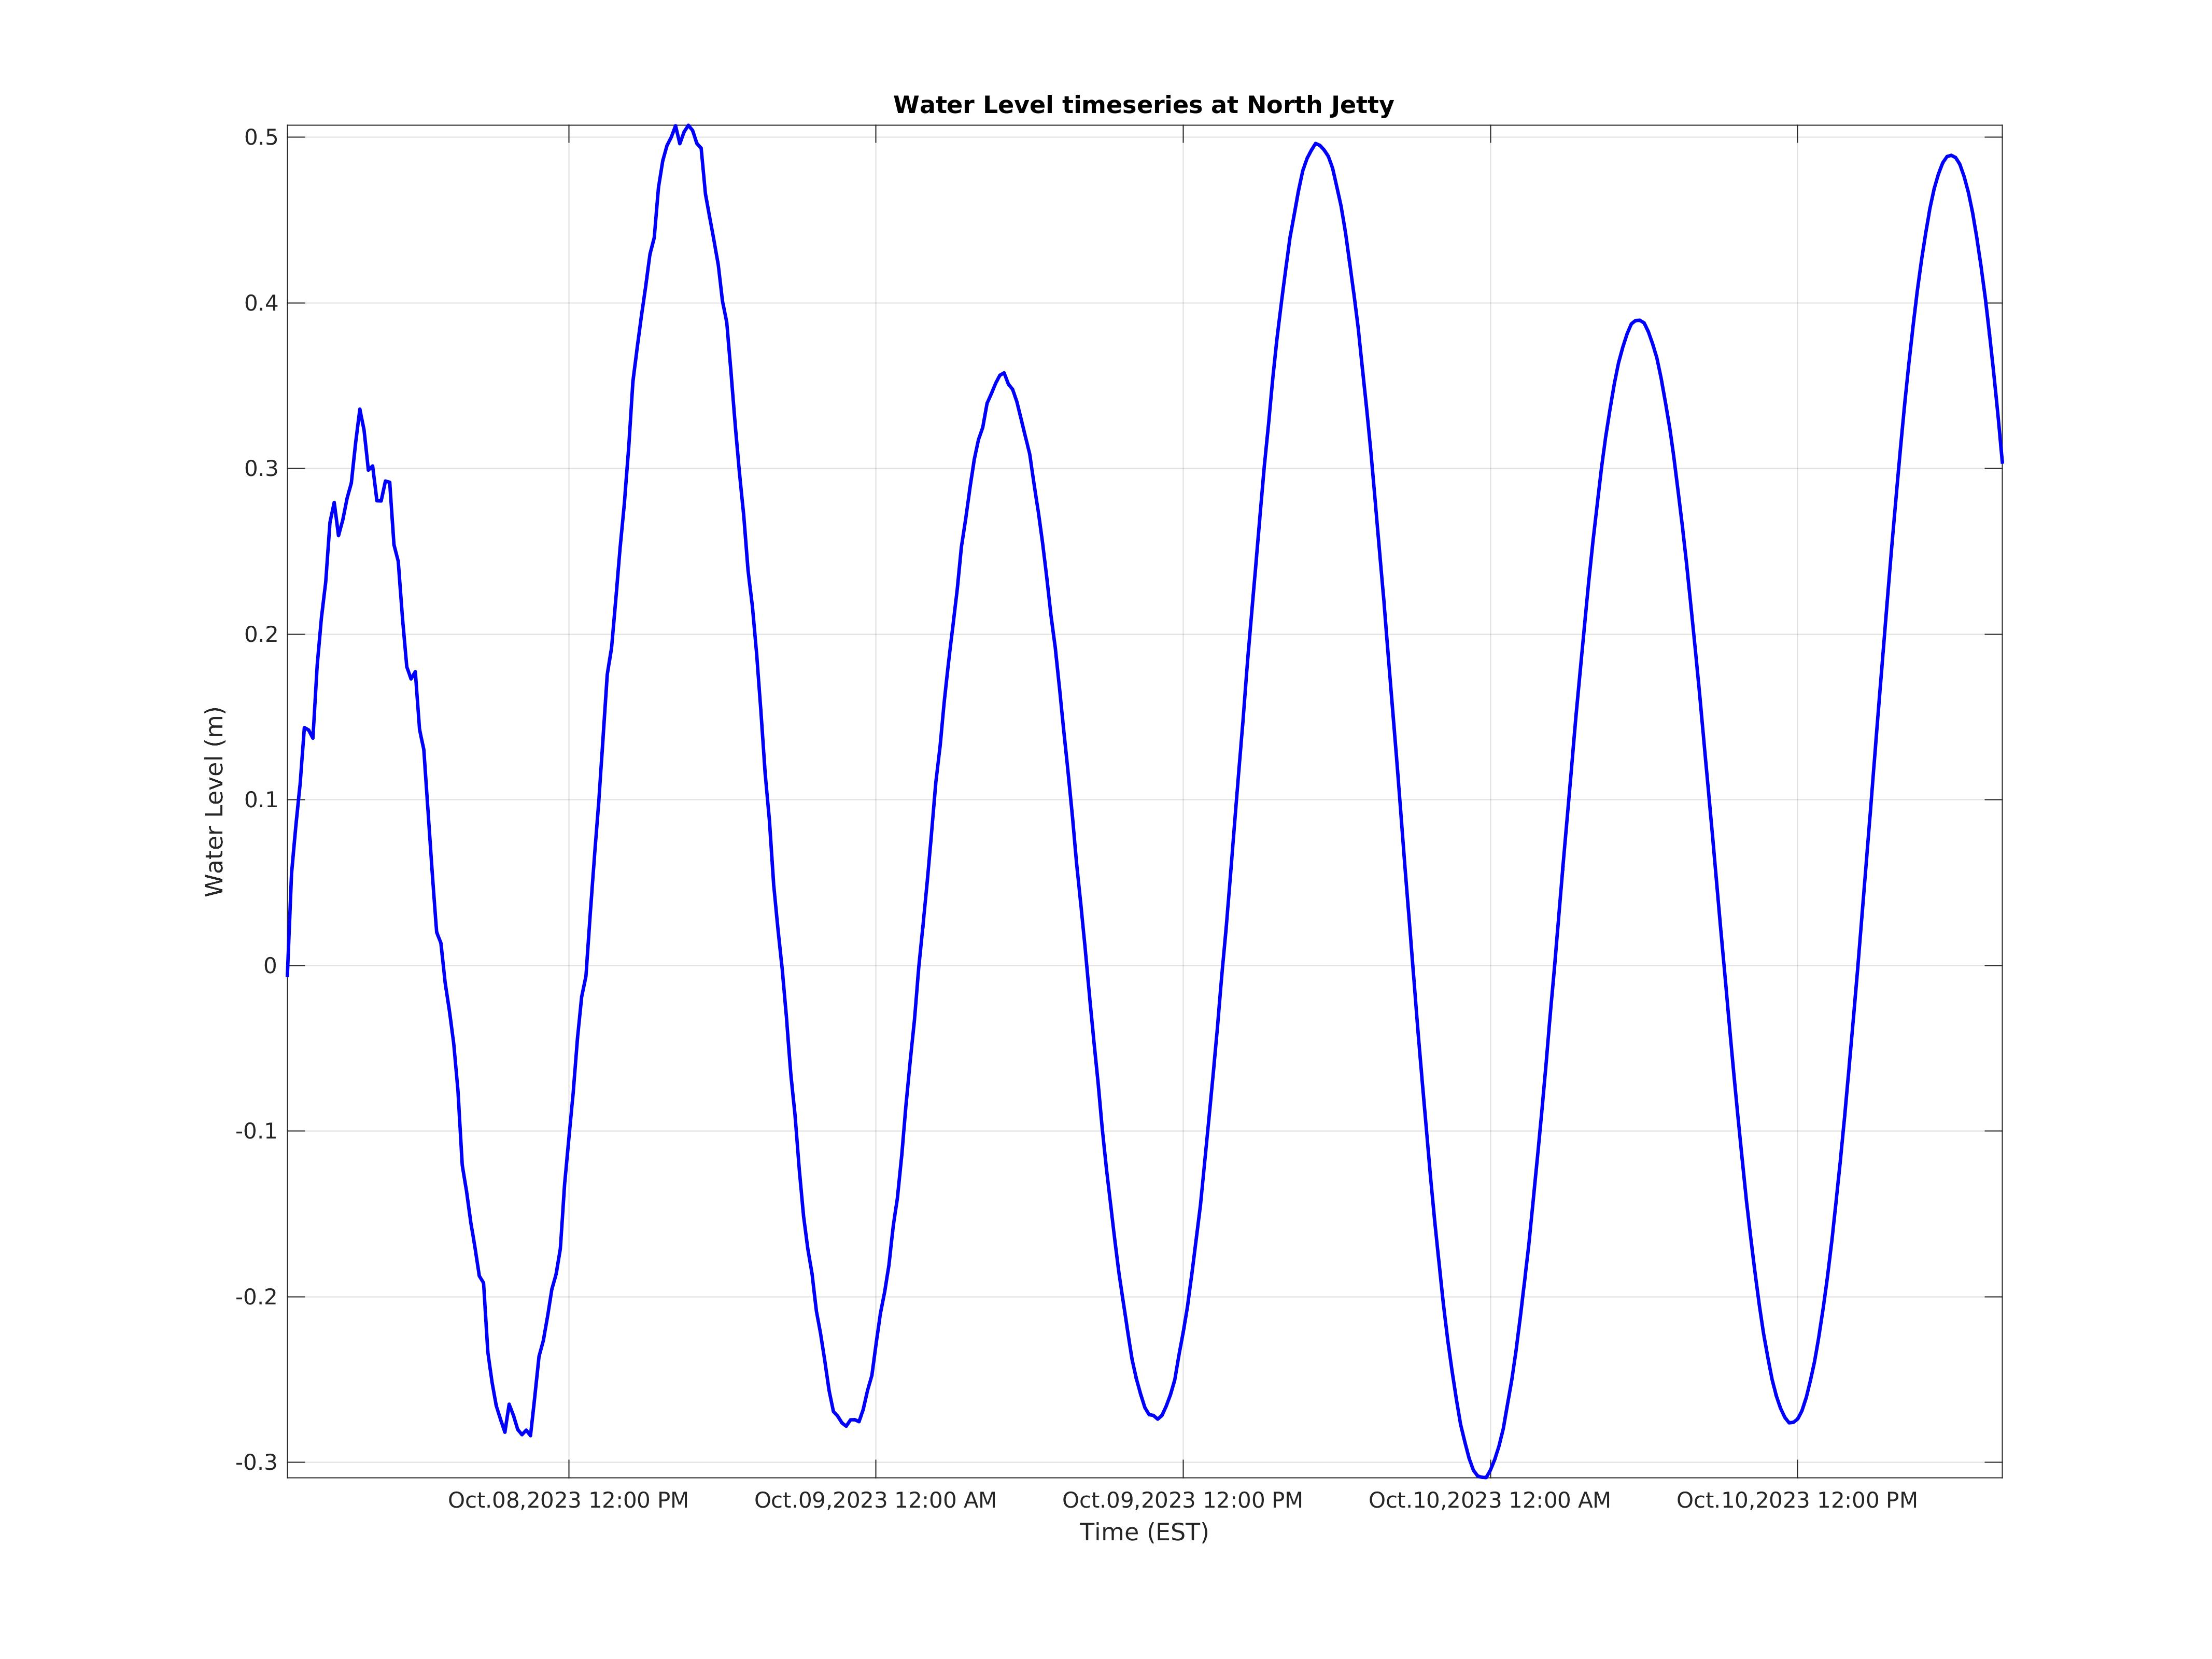 Water Level timeseries at North Jetty
0.5
0.4
0.3
0.2
0.1
0
-0.1
-0.2
-0.3
Water Level (m)
Oct.08,2023 12:00 PM
Oct.09,2023 12:00 AM
Oct.09,2023 12:00 PM
Oct.10,2023 12:00 AM
Oct.10,2023 12:00 PM
Time (EST)